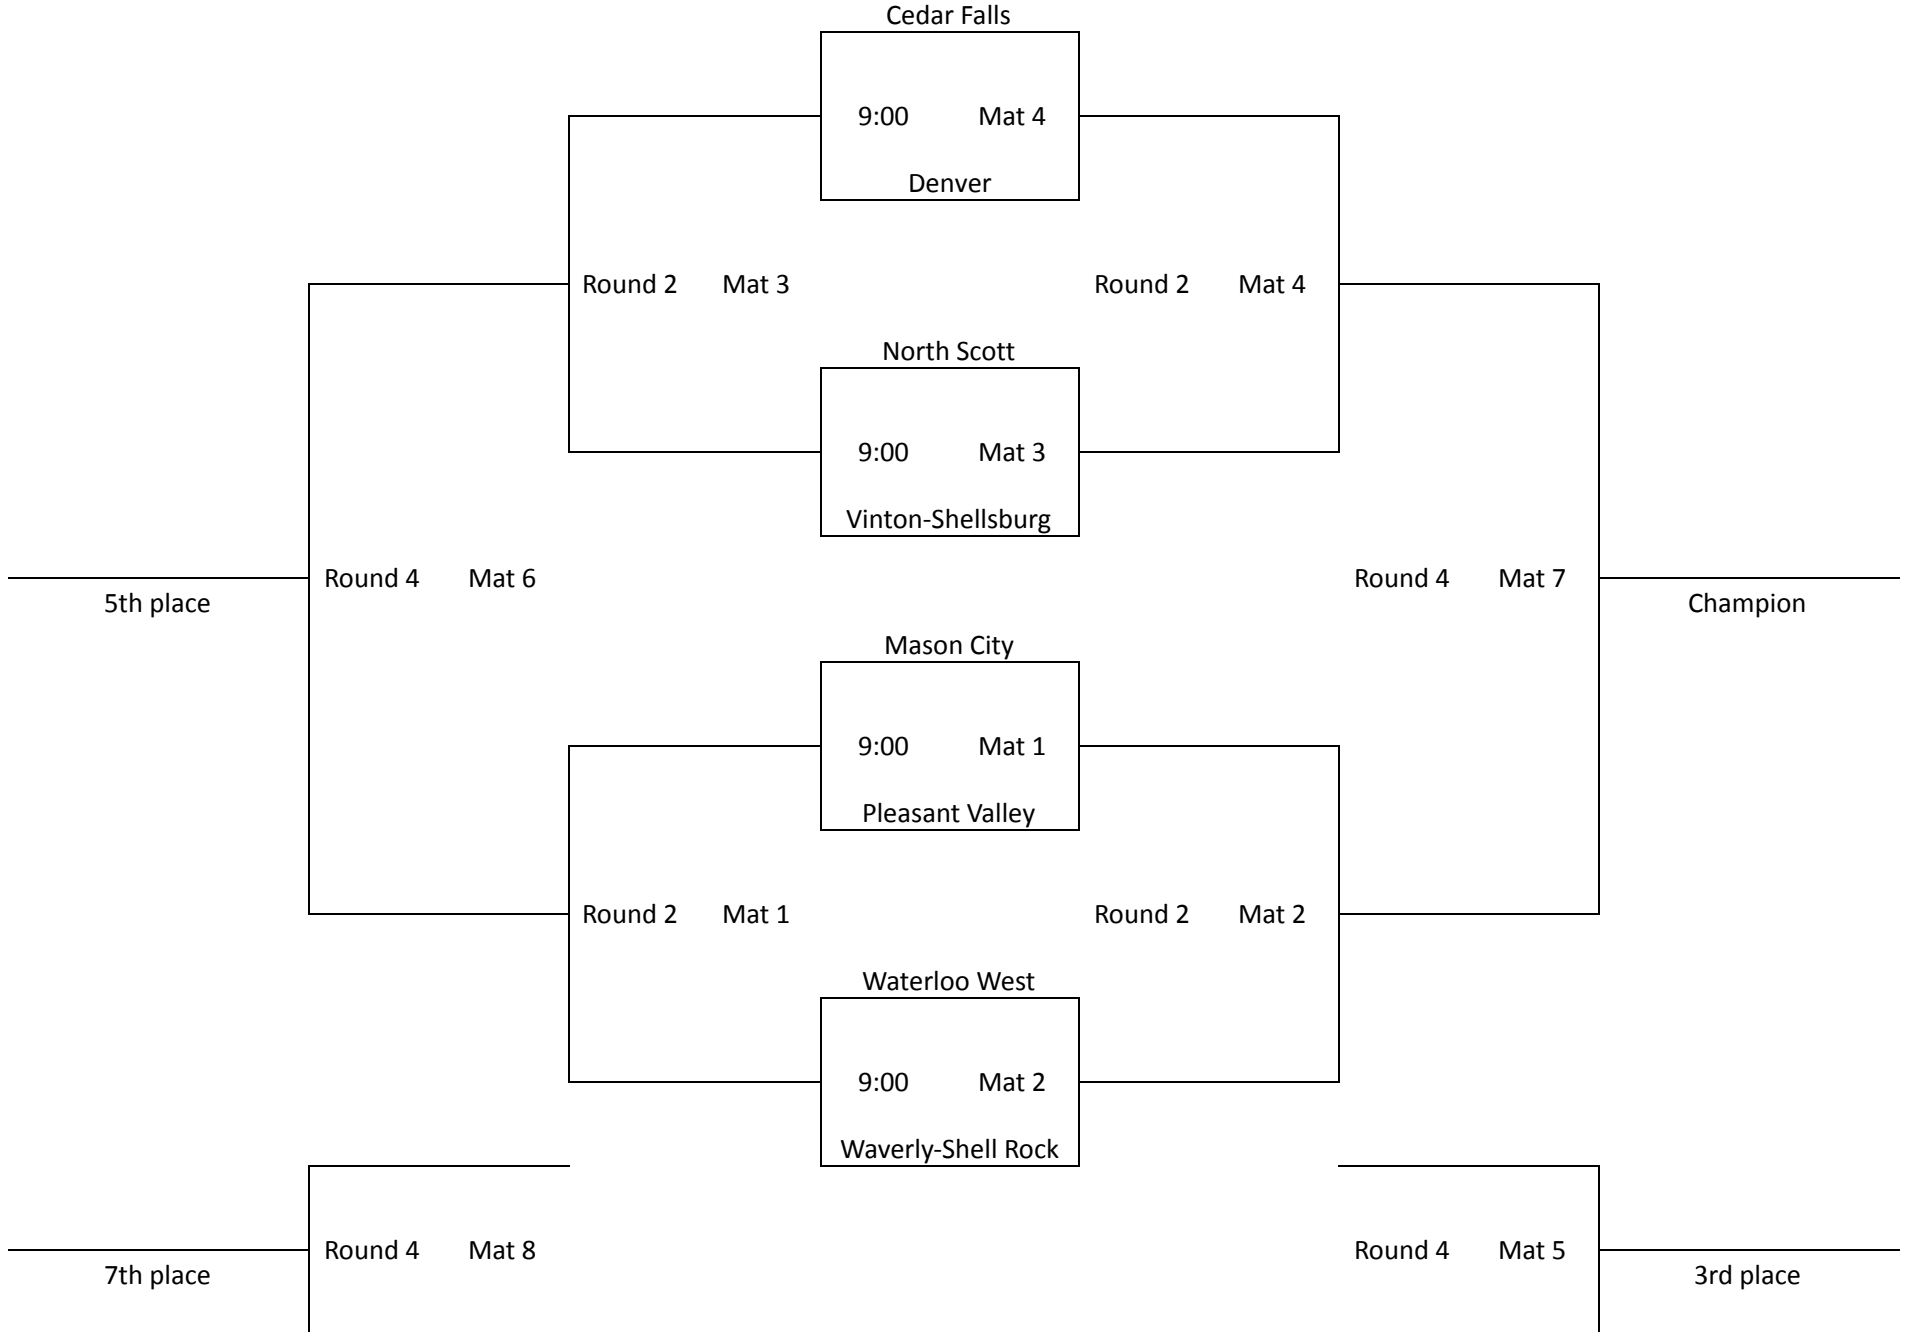 Cedar Falls
9:00 Mat 4
Denver
Round 2 Mat 3 Round 2 Mat 4
North Scott
9:00 Mat 3
Vinton-Shellsburg
Round 4 Mat 6 Round 4 Mat 7
5th place Champion
Mason City
9:00 Mat 1
Pleasant Valley
Round 2 Mat 1 Round 2 Mat 2
Waterloo West
9:00 Mat 2
Waverly-Shell Rock
Round 4 Mat 8 Round 4 Mat 5
7th place 3rd place